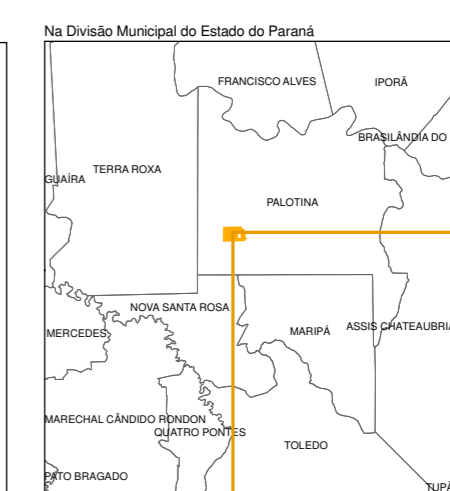 Na Divisão Municipal do Estado do Paraná
FRANCISCO ALVES
IPORÃ
BRASILÂNDIA DO
TERRA ROXA
GUAÍRA
PALOTINA
NOVA SANTA ROSA
MERCEDES
MARIPÁ
ASSIS CHATEAUBRIA
MARECHAL CÂNDIDO RONDON
QUATRO PONTES
TOLEDO
PATO BRAGADO
TUPÃ